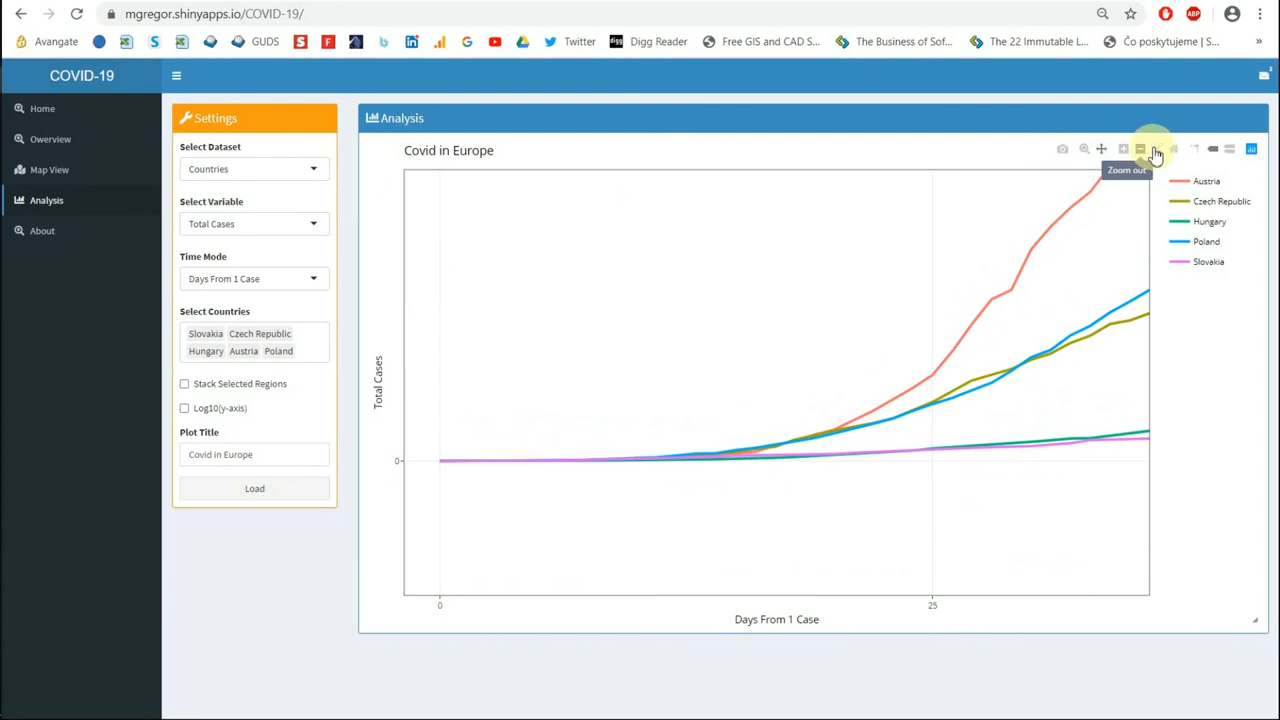 mgregor.shinyapps.io/COVID-19/
ABP
Avangate
GUDS
Twitter
digg Digg Reader
Free GIS and CAD S...
The Business of Sof...
The 22 Immutable L...
Čo poskytujeme | S...
»
COVID-19
Home
Owerview
Map View
Analysis
About
Settings
Select Dataset
Countries
Select Variable
Total Cases
Time Mode
Days From 1 Case
Select Countries
Slovakia Czech Republic
Hungary Austria Poland
Stack Selected Regions
Log10(y-axis)
Plot Title
Covid in Europe
Load
Analysis
Covid in Europe
Zoom out
Austria
Czech Republic
Hungary
Poland
Slovakia
Total Cases
0
0 25
Days From 1 Case